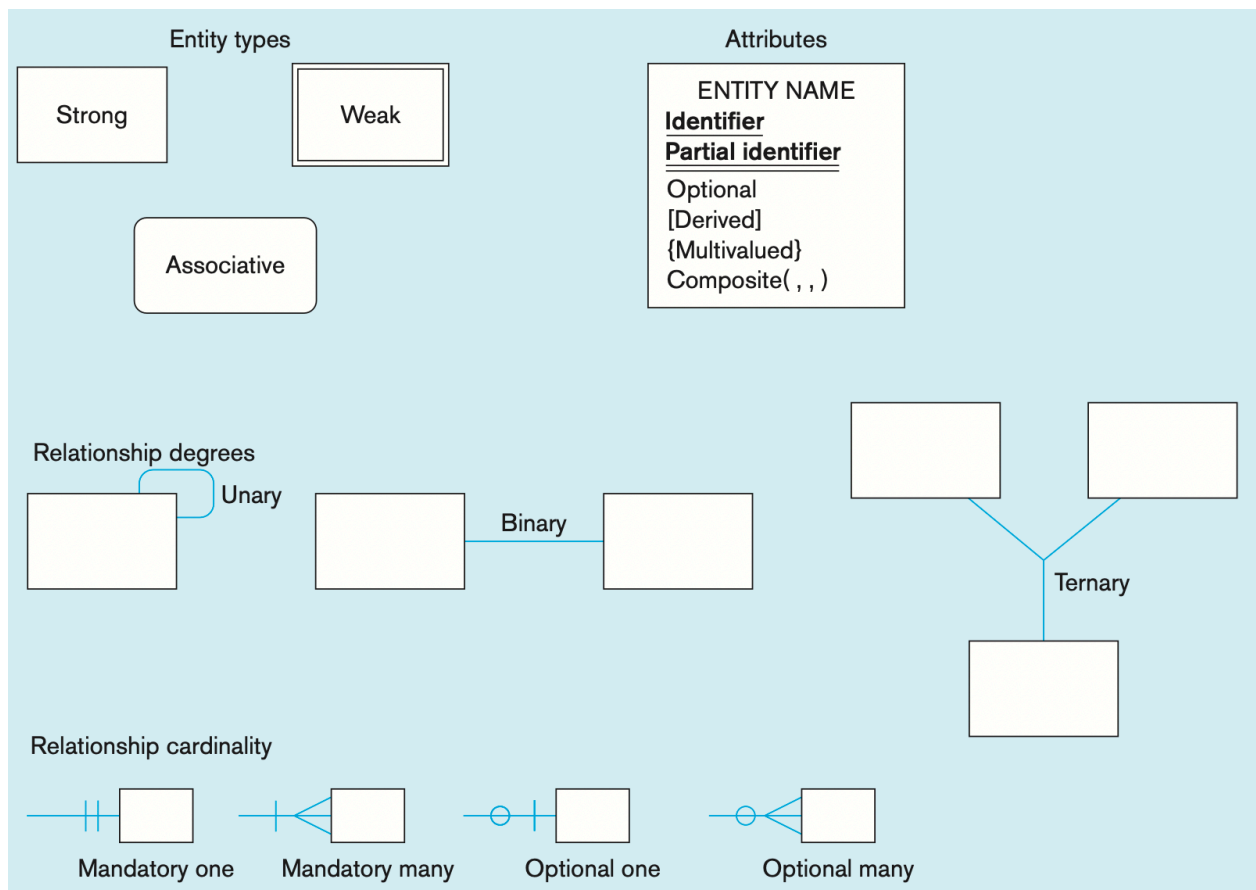 Entity types
Attributes
Strong
Weak
Associative
ENTITY NAME
Identifier
Partial identifier
Optional
[Derived]
{Multivalued}
Composite( , , )
Relationship degrees
Unary
Binary
Ternary
Relationship cardinality
Mandatory one
Mandatory many
Optional one
Optional many